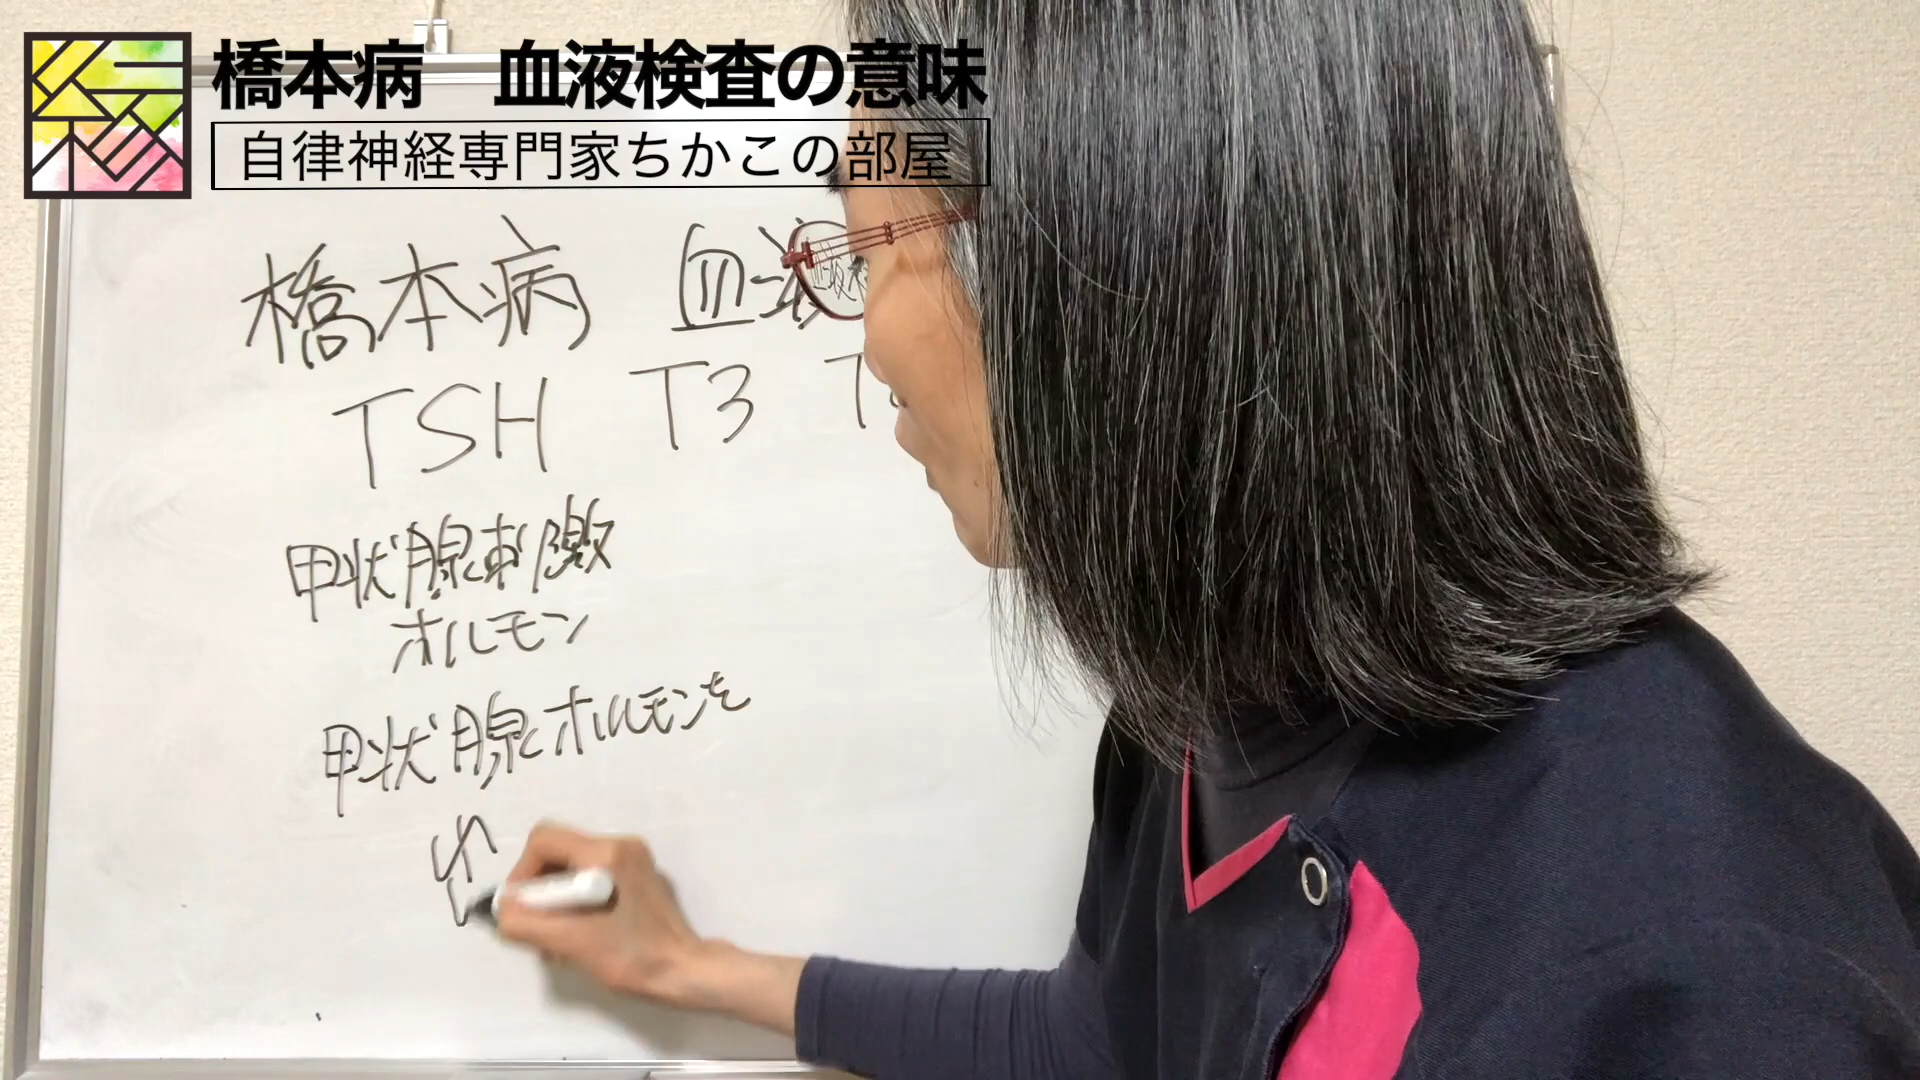 橋本病　血液検査の意味
自律神経専門家ちかこの部屋
橋本病 血液
TSH T3 T
甲状腺刺激
ホルモン
甲状腺ホルモンを